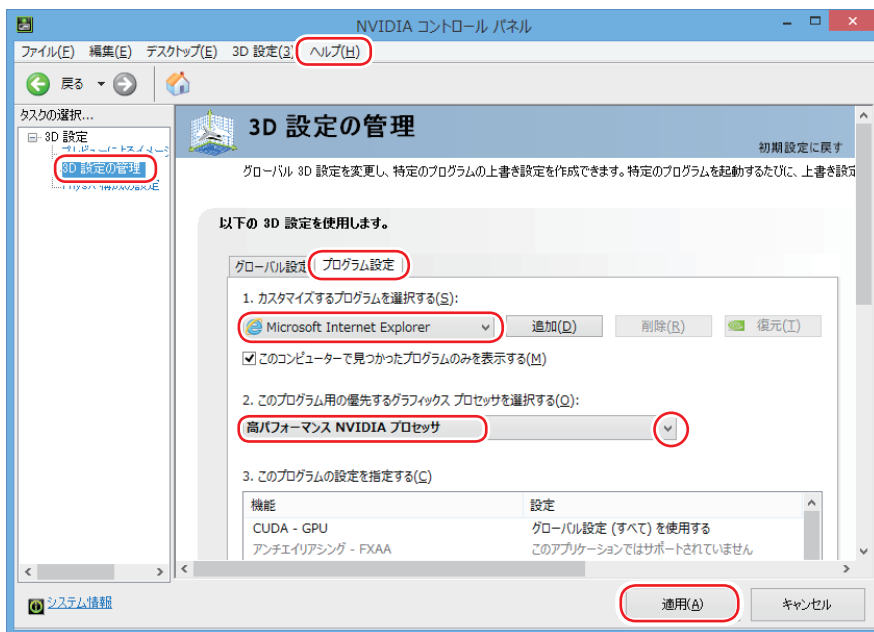 NVIDIA コントロール パネル
ファイル(F) 編集(E) デスクトップ(E) 3D 設定(3) ヘルプ(H)
戻る
タスクの選択...
3D 設定
3D 設定の管理
3D 設定の管理
初期設定に戻す
グローバル 3D 設定を変更し、特定のプログラムの上書き設定を作成できます。特定のプログラムを起動するたびに、上書き設定
以下の 3D 設定を使用します。
グローバル設定 プログラム設定
1. カスタマイズするプログラムを選択する(S):
Microsoft Internet Explorer 追加(D) 削除(R) 復元(T)
このコンピューターで見つかったプログラムのみを表示する(M)
2. このプログラム用の優先するグラフィックス プロセッサを選択する(O):
高パフォーマンス NVIDIA プロセッサ
3. このプログラムの設定を指定する(C)
機能 設定
CUDA - GPU グローバル設定 (すべて) を使用する
アンチエイリアシング - FXAA このアプリケーションではサポートされていません
システム情報
適用(A) キャンセル